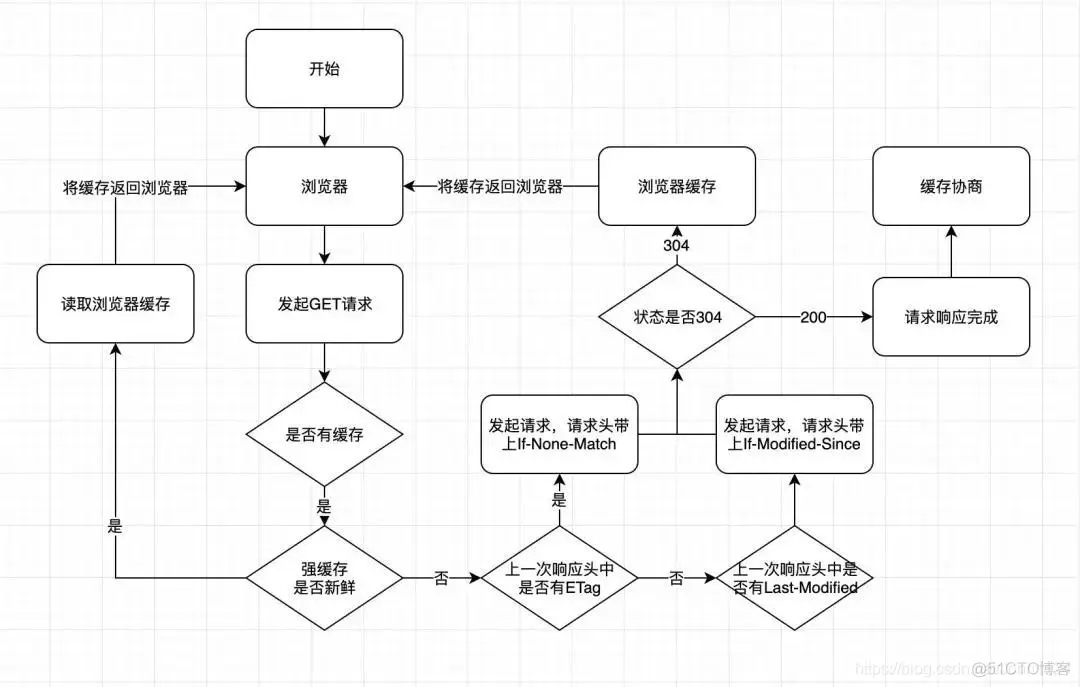 开始
将缓存返回浏览器
浏览器
将缓存返回浏览器
浏览器缓存
缓存协商
304
读取浏览器缓存
发起GET请求
状态是否304
200
请求响应完成
是否有缓存
发起请求，请求头带
上If-None-Match
发起请求，请求头带
上If-Modified-Since
是
是
是
强缓存
是否新鲜
否
上一次响应头中
是否有ETag
否
上一次响应头中是
否有Last-Modified
https://blog.csdn
@51CTO博客